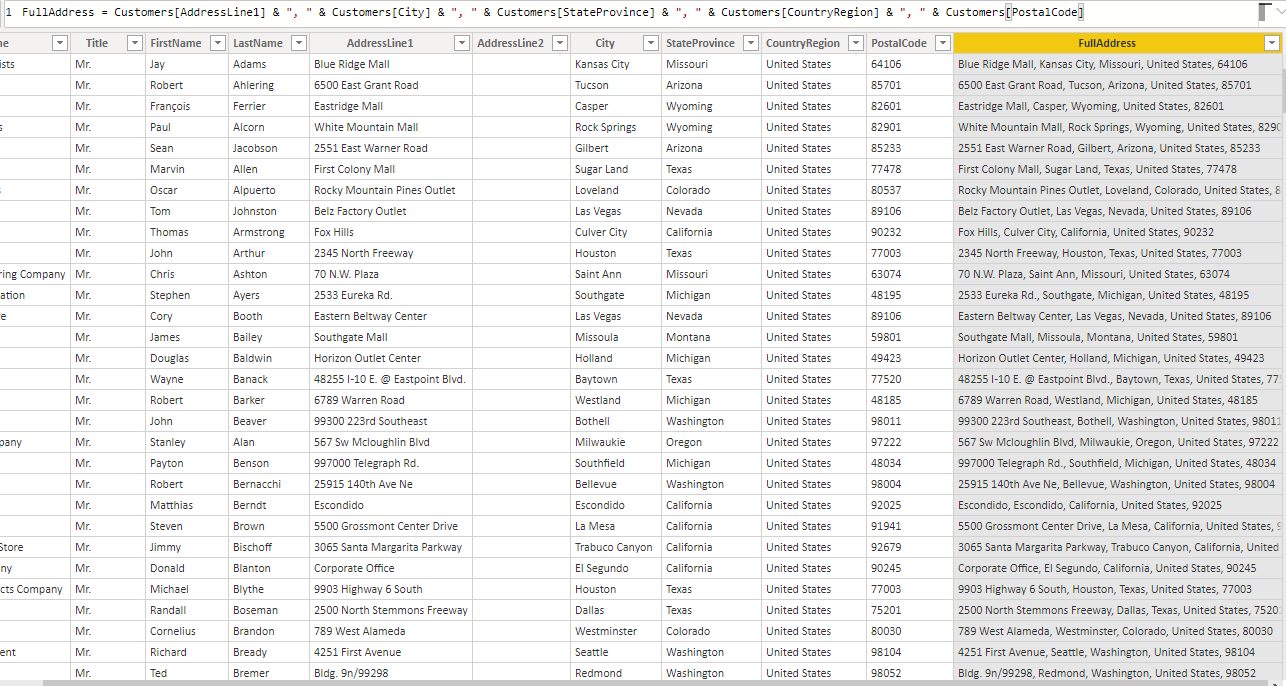 1 FullAddress = Customers[AddressLine1] & ", " & Customers[City] & ", " & Customers[StateProvince] & ", " & Customers[CountryRegion] & ", " & Customers[PostalCode]
Title FirstName LastName AddressLine1 AddressLine2 City StateProvince CountryRegion PostalCode FullAddress
Mr. Jay Adams Blue Ridge Mall Kansas City Missouri United States 64106 Blue Ridge Mall, Kansas City, Missouri, United States, 64106
Mr. Robert Ahlering 6500 East Grant Road Tucson Arizona United States 85701 6500 East Grant Road, Tucson, Arizona, United States, 85701
Mr. François Ferrier Eastridge Mall Casper Wyoming United States 82601 Eastridge Mall, Casper, Wyoming, United States, 82601
Mr. Paul Alcorn White Mountain Mall Rock Springs Wyoming United States 82901 White Mountain Mall, Rock Springs, Wyoming, United States, 8290
Mr. Sean Jacobson 2551 East Warner Road Gilbert Arizona United States 85233 2551 East Warner Road, Gilbert, Arizona, United States, 85233
Mr. Marvin Allen First Colony Mall Sugar Land Texas United States 77478 First Colony Mall, Sugar Land, Texas, United States, 77478
Mr. Oscar Alpuerto Rocky Mountain Pines Outlet Loveland Colorado United States 80537 Rocky Mountain Pines Outlet, Loveland, Colorado, United States, 8
Mr. Tom Johnston Belz Factory Outlet Las Vegas Nevada United States 89106 Belz Factory Outlet, Las Vegas, Nevada, United States, 89106
Mr. Thomas Armstrong Fox Hills Culver City California United States 90232 Fox Hills, Culver City, California, United States, 90232
Mr. John Arthur 2345 North Freeway Houston Texas United States 77003 2345 North Freeway, Houston, Texas, United States, 77003
ring Company Mr. Chris Ashton 70 N.W. Plaza Saint Ann Missouri United States 63074 70 N.W. Plaza, Saint Ann, Missouri, United States, 63074
ation Mr. Stephen Ayers 2533 Eureka Rd. Southgate Michigan United States 48195 2533 Eureka Rd., Southgate, Michigan, United States, 48195
Mr. Cory Booth Eastern Beltway Center Las Vegas Nevada United States 89106 Eastern Beltway Center, Las Vegas, Nevada, United States, 89106
Mr. James Bailey Southgate Mall Missoula Montana United States 59801 Southgate Mall, Missoula, Montana, United States, 59801
Mr. Douglas Baldwin Horizon Outlet Center Holland Michigan United States 49423 Horizon Outlet Center, Holland, Michigan, United States, 49423
Mr. Wayne Banack 48255 I-10 E. @ Eastpoint Blvd. Baytown Texas United States 77520 48255 I-10 E. @ Eastpoint Blvd., Baytown, Texas, United States, 77
Mr. Robert Barker 6789 Warren Road Westland Michigan United States 48185 6789 Warren Road, Westland, Michigan, United States, 48185
Mr. John Beaver 99300 223rd Southeast Bothell Washington United States 98011 99300 223rd Southeast, Bothell, Washington, United States, 98011
pany Mr. Stanley Alan 567 Sw Mcloughlin Blvd Milwaukie Oregon United States 97222 567 Sw Mcloughlin Blvd, Milwaukie, Oregon, United States, 97222
Mr. Payton Benson 997000 Telegraph Rd. Southfield Michigan United States 48034 997000 Telegraph Rd., Southfield, Michigan, United States, 48034
Mr. Robert Bernacchi 25915 140th Ave Ne Bellevue Washington United States 98004 25915 140th Ave Ne, Bellevue, Washington, United States, 98004
Mr. Matthias Berndt Escondido Escondido California United States 92025 Escondido, Escondido, California, United States, 92025
Mr. Steven Brown 5500 Grossmont Center Drive La Mesa California United States 91941 5500 Grossmont Center Drive, La Mesa, California, United States, 9
Store Mr. Jimmy Bischoff 3065 Santa Margarita Parkway Trabuco Canyon California United States 92679 3065 Santa Margarita Parkway, Trabuco Canyon, California, United
ny Mr. Donald Blanton Corporate Office El Segundo California United States 90245 Corporate Office, El Segundo, California, United States, 90245
cts Company Mr. Michael Blythe 9903 Highway 6 South Houston Texas United States 77003 9903 Highway 6 South, Houston, Texas, United States, 77003
Mr. Randall Boseman 2500 North Stemmons Freeway Dallas Texas United States 75201 2500 North Stemmons Freeway, Dallas, Texas, United States, 7520
Mr. Cornelius Brandon 789 West Alameda Westminster Colorado United States 80030 789 West Alameda, Westminster, Colorado, United States, 80030
ent Mr. Richard Bready 4251 First Avenue Seattle Washington United States 98104 4251 First Avenue, Seattle, Washington, United States, 98104
Mr. Ted Bremer Bldg. 9n/99298 Redmond Washington United States 98052 Bldg. 9n/99298, Redmond, Washington, United States, 98052